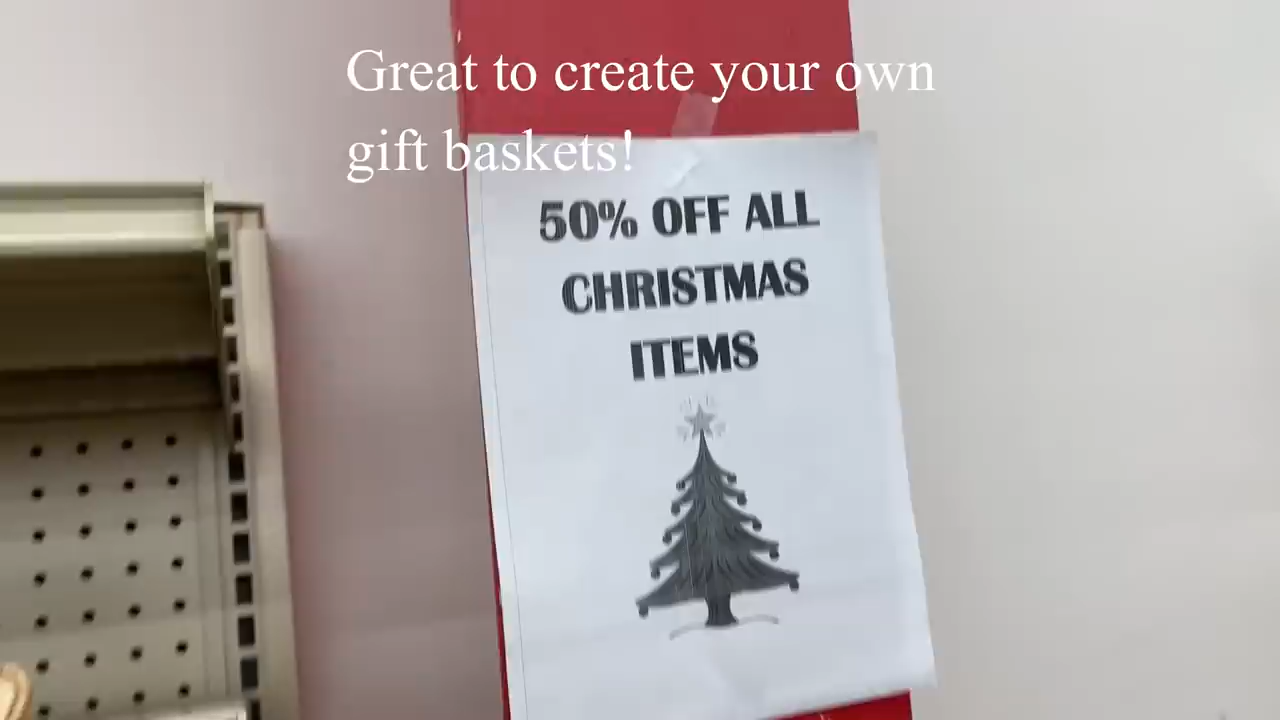 Great to create your own
gift baskets!
50% OFF ALL
CHRISTMAS
ITEMS